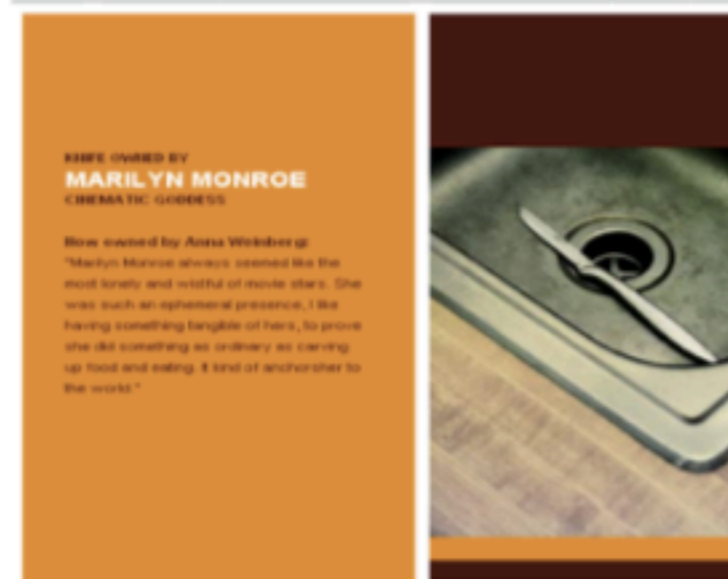 KNIFE OWNED BY
MARILYN MONROE
CINEMATIC GODDESS
Now owned by Anna Weinberg:
"Marilyn Monroe always seemed like the
most lonely and wistful of movie stars. She
was such an ephemeral presence, I like
having something tangible of hers, to prove
she did something as ordinary as carving
up food and eating. It kind of anchorsher to
the world."